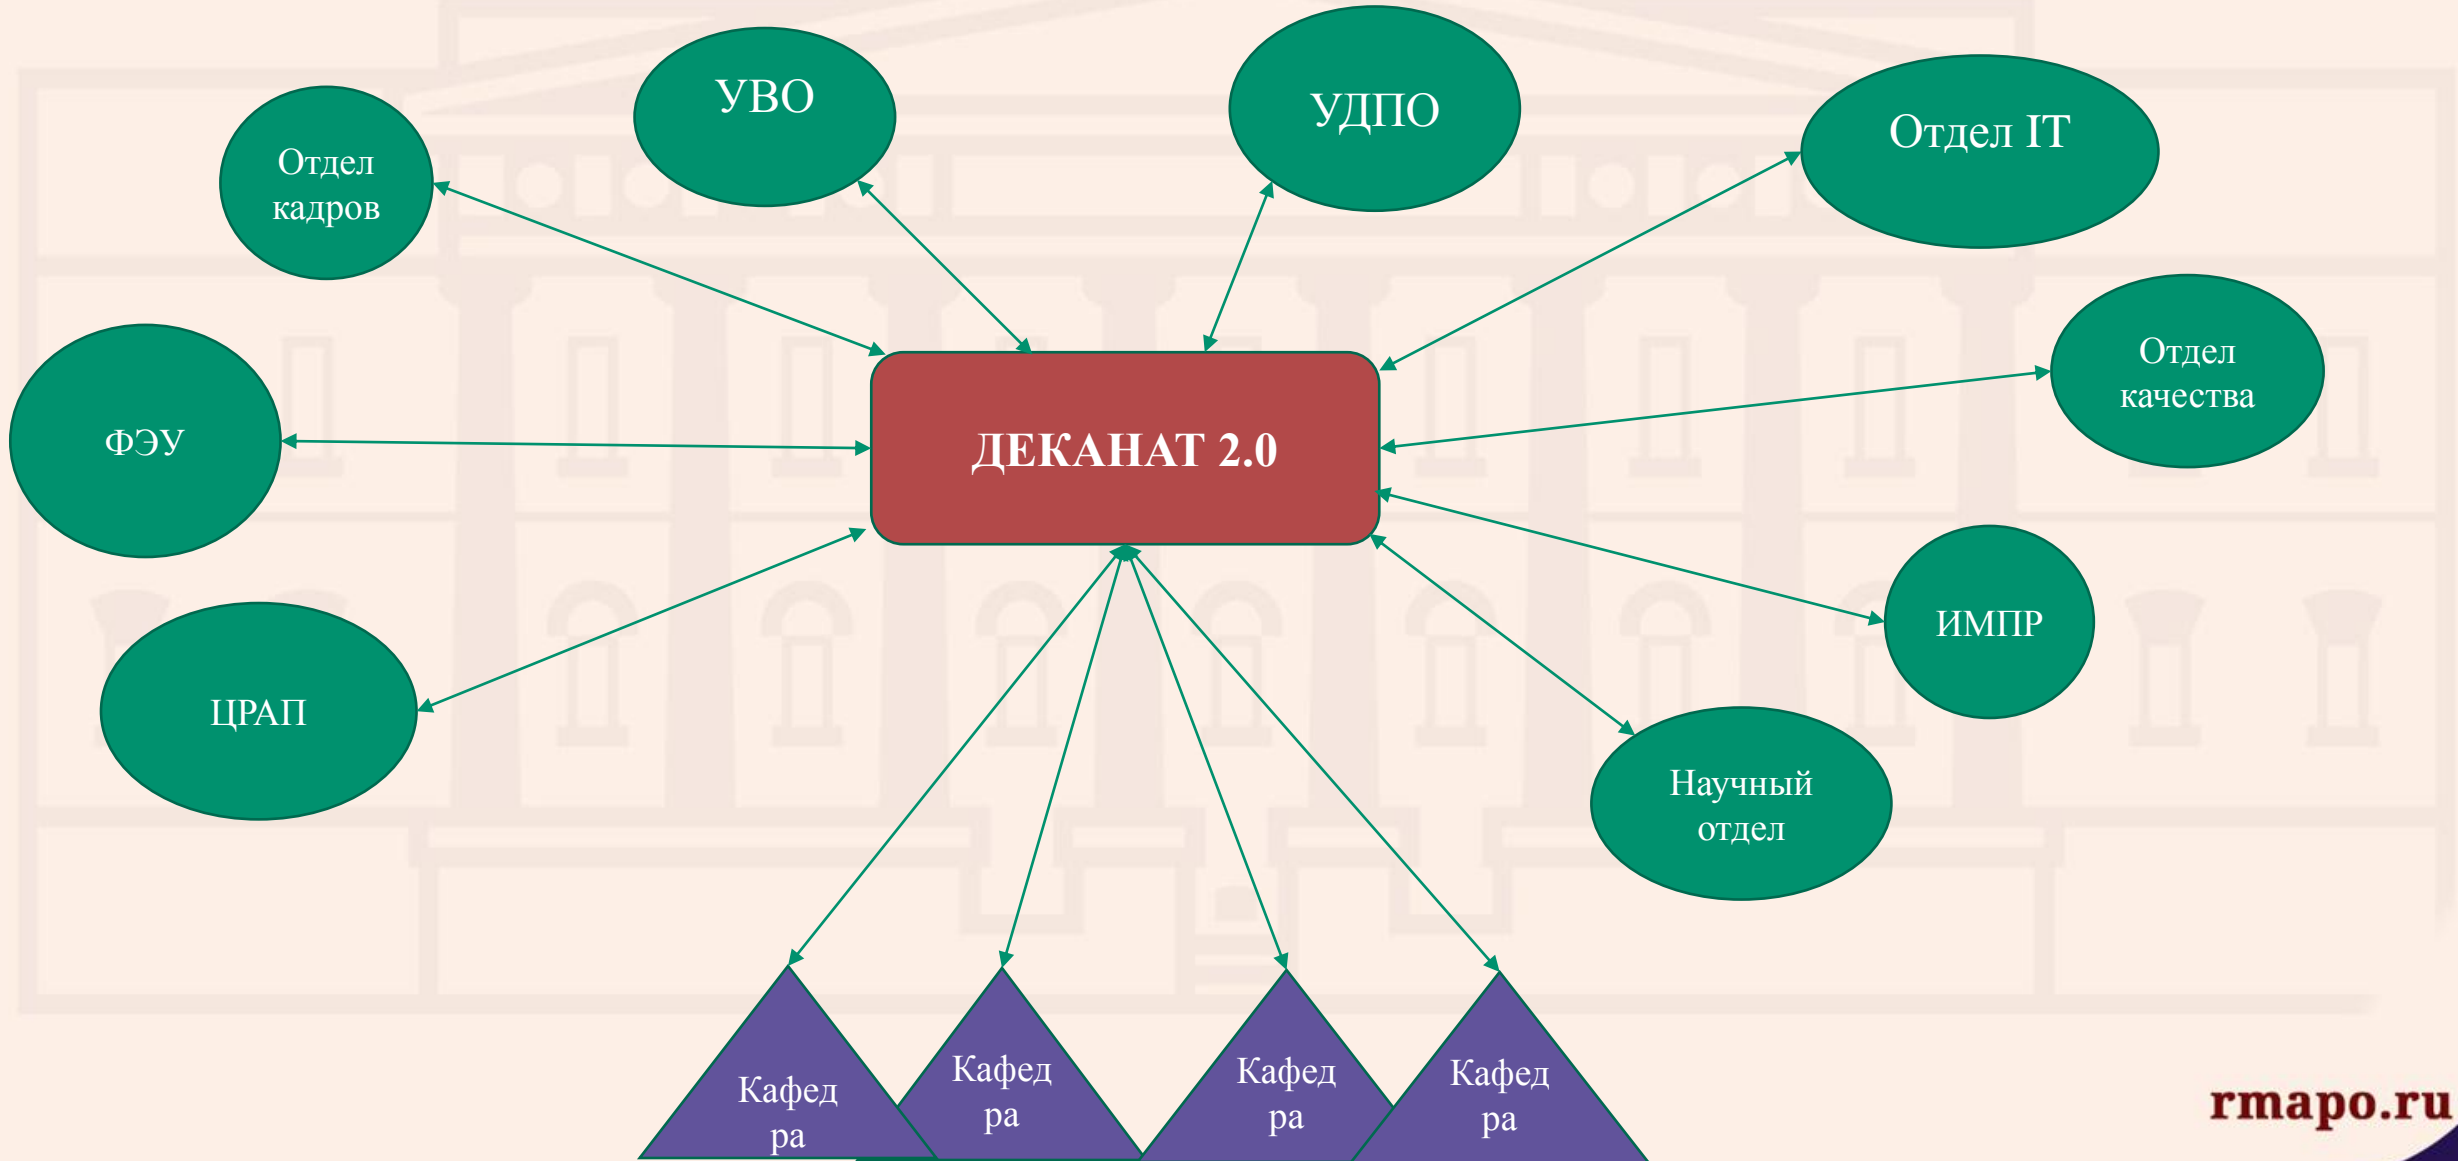 УВО
УДПО
Отдел IT
Отдел
кадров
Отдел
качества
ФЭУ
ДЕКАНАТ 2.0
ИМПР
ЦРАП
Научный
отдел
Кафед
ра
Кафед
ра
Кафед
ра
Кафед
ра
rmapo.ru